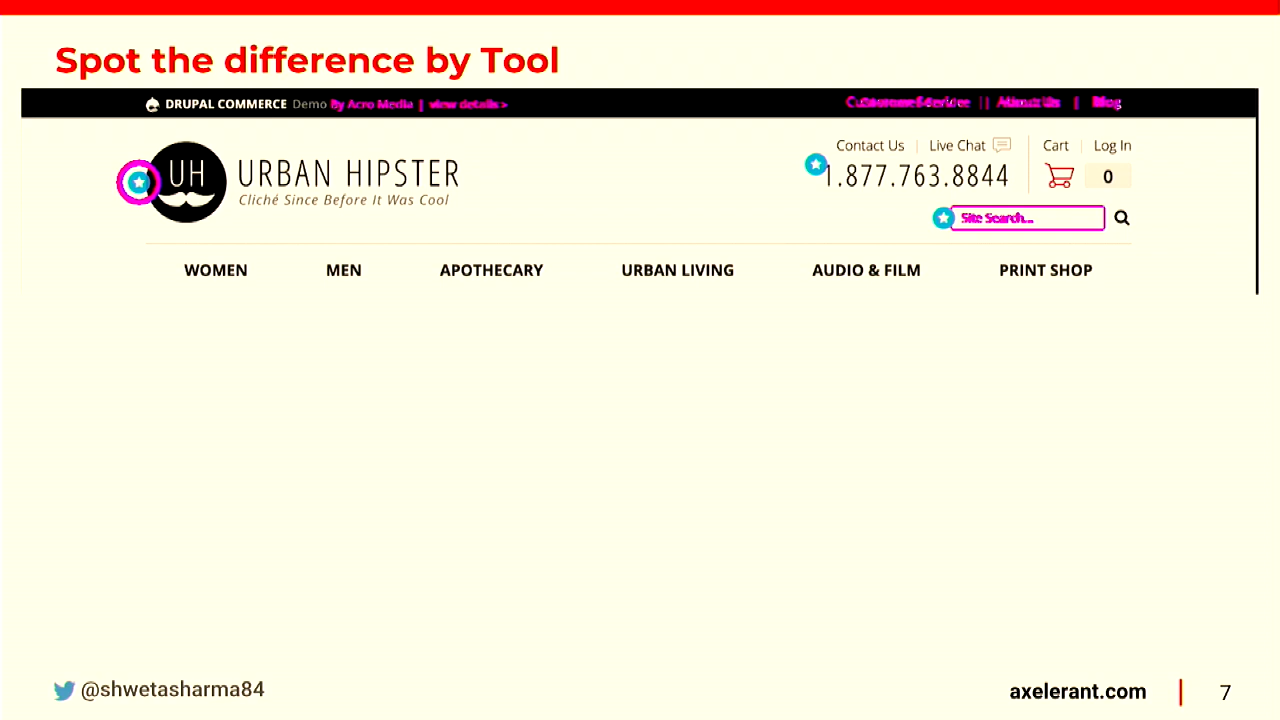 Spot the difference by Tool
DRUPAL COMMERCE Demo By Acro Media | view details >
About Us | Blog
Contact Us | Live Chat
Cart | Log In
UH URBAN HIPSTER
Cliché Since Before It Was Cool
1.877.763.8844
0
Site Search...
WOMEN MEN APOTHECARY URBAN LIVING AUDIO & FILM PRINT SHOP
@shwetasharma84
axelerant.com | 7